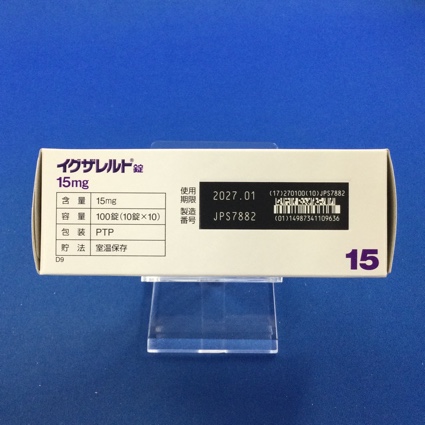 イグザレルト®錠
15mg
含 量 15mg
容 量 100錠(10錠×10)
包 装 PTP
貯 法 室温保存
D9
使用期限 2027.01
製造番号 JPS7882
(17)270100(10)JPS7882
(01)14987341109636
15